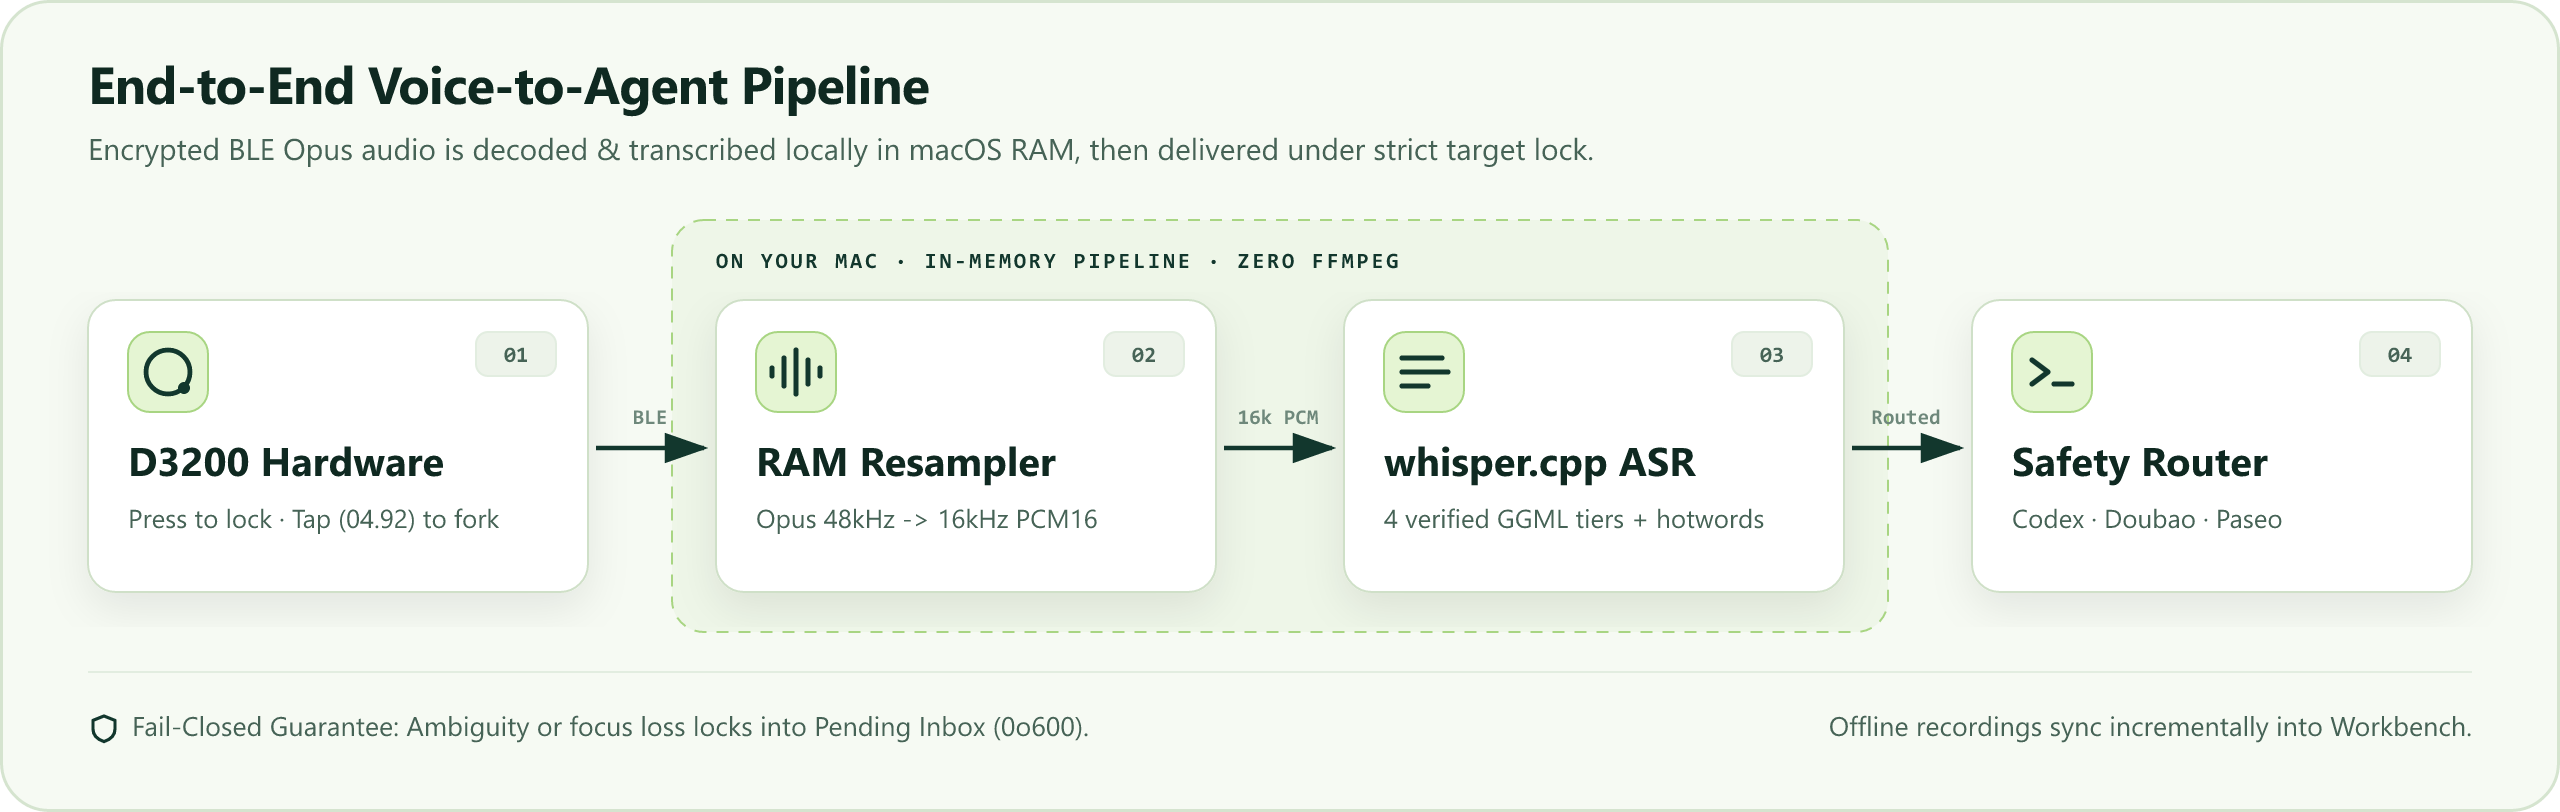 End-to-End Voice-to-Agent Pipeline
Encrypted BLE Opus audio is decoded & transcribed locally in macOS RAM, then delivered under strict target lock.
ON YOUR MAC · IN-MEMORY PIPELINE · ZERO FFMPEG
01
D3200 Hardware
Press to lock · Tap (04.92) to fork
BLE
02
RAM Resampler
Opus 48kHz -> 16kHz PCM16
16k PCM
03
whisper.cpp ASR
4 verified GGML tiers + hotwords
Routed
04
Safety Router
Codex · Doubao · Paseo
Fail-Closed Guarantee: Ambiguity or focus loss locks into Pending Inbox (0o600).
Offline recordings sync incrementally into Workbench.